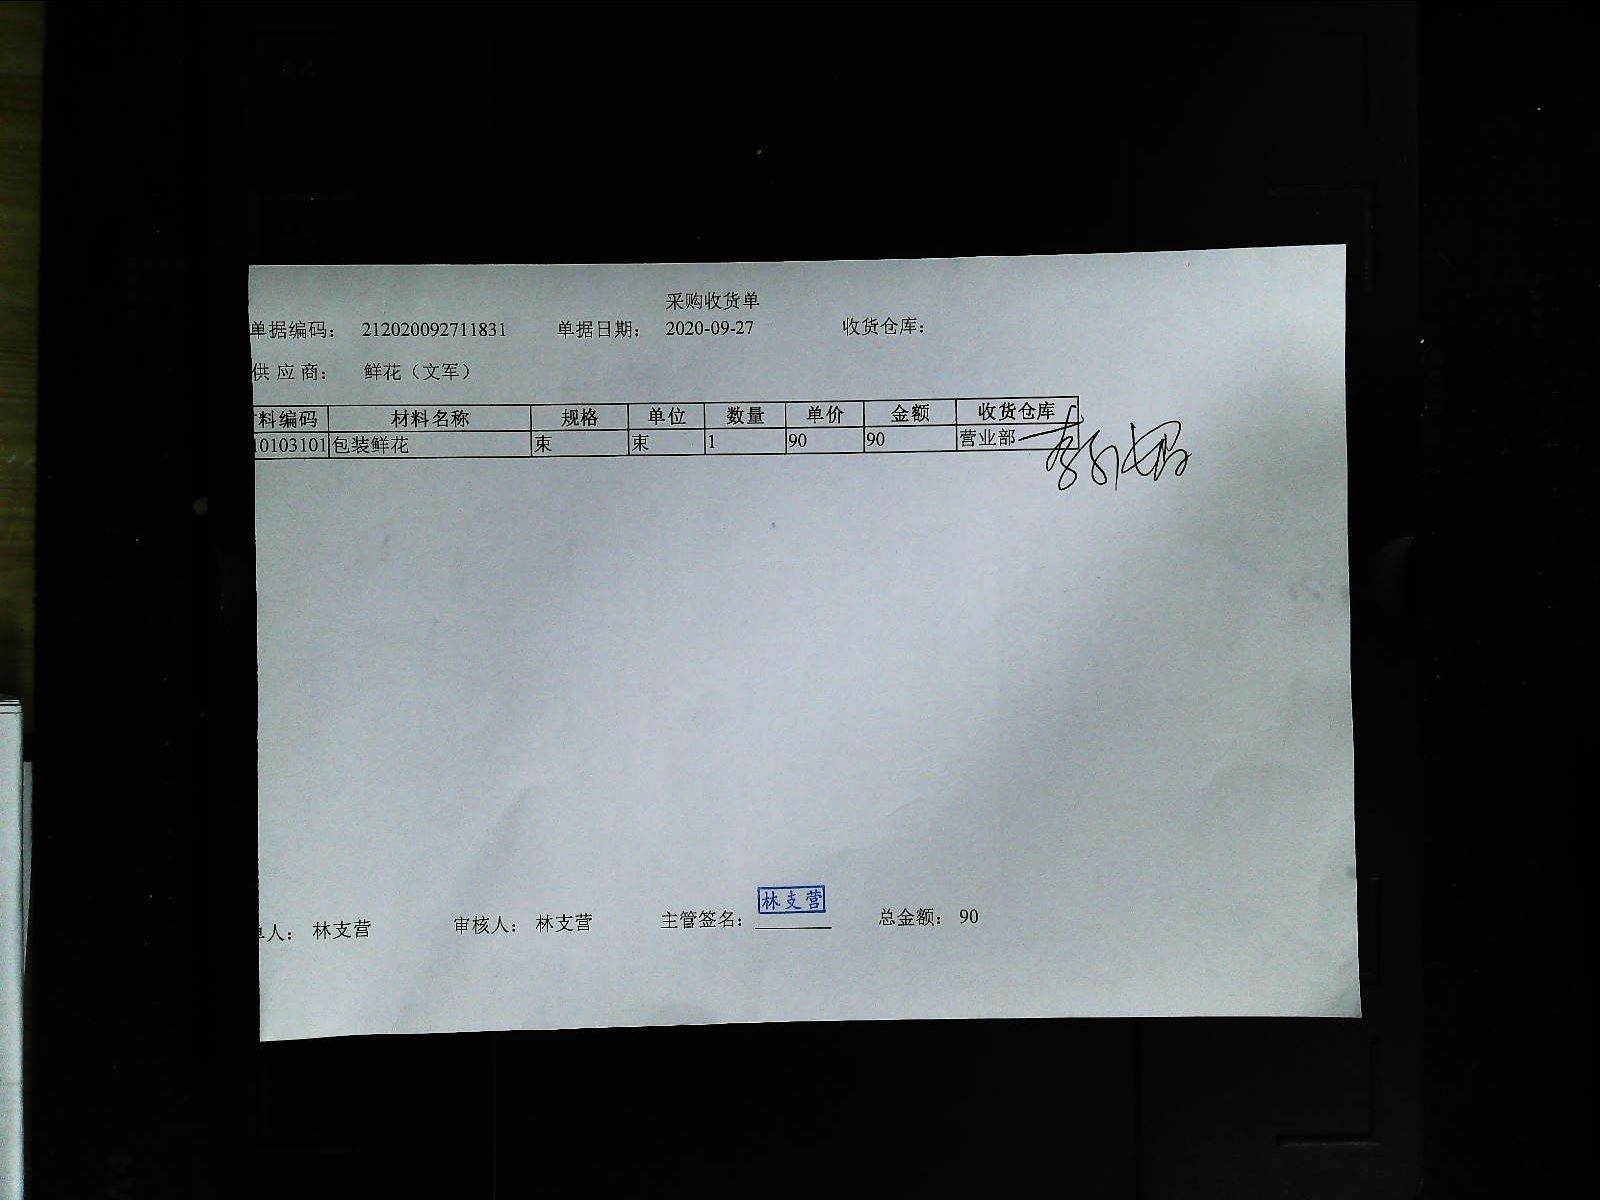 采购收货单
单据编码： 212020092711831 单据日期： 2020-09-27 收货仓库：
供应商： 鲜花（文军）
料编码 材料名称 规格 单位 数量 单价 金额 收货仓库
10103101 包装鲜花 束 束 1 90 90 营业部
林支营
单人： 林支营 审核人： 林支营 主管签名： 总金额： 90